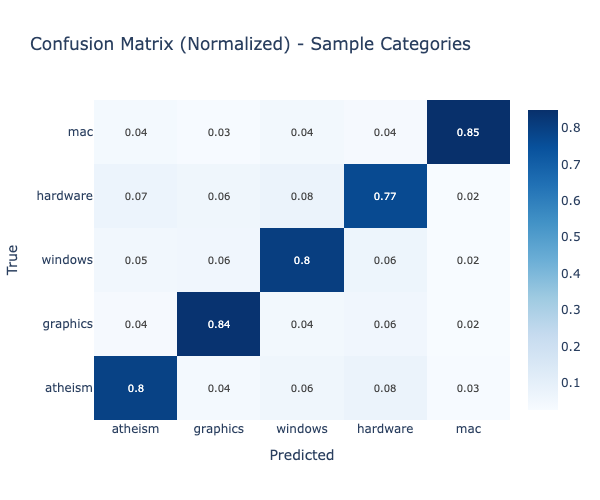 Confusion Matrix (Normalized) - Sample Categories
True
mac 0.04 0.03 0.04 0.04 0.85
hardware 0.07 0.06 0.08 0.77 0.02
windows 0.05 0.06 0.8 0.06 0.02
graphics 0.04 0.84 0.04 0.06 0.02
atheism 0.8 0.04 0.06 0.08 0.03
atheism graphics windows hardware mac
Predicted
0.8
0.7
0.6
0.5
0.4
0.3
0.2
0.1